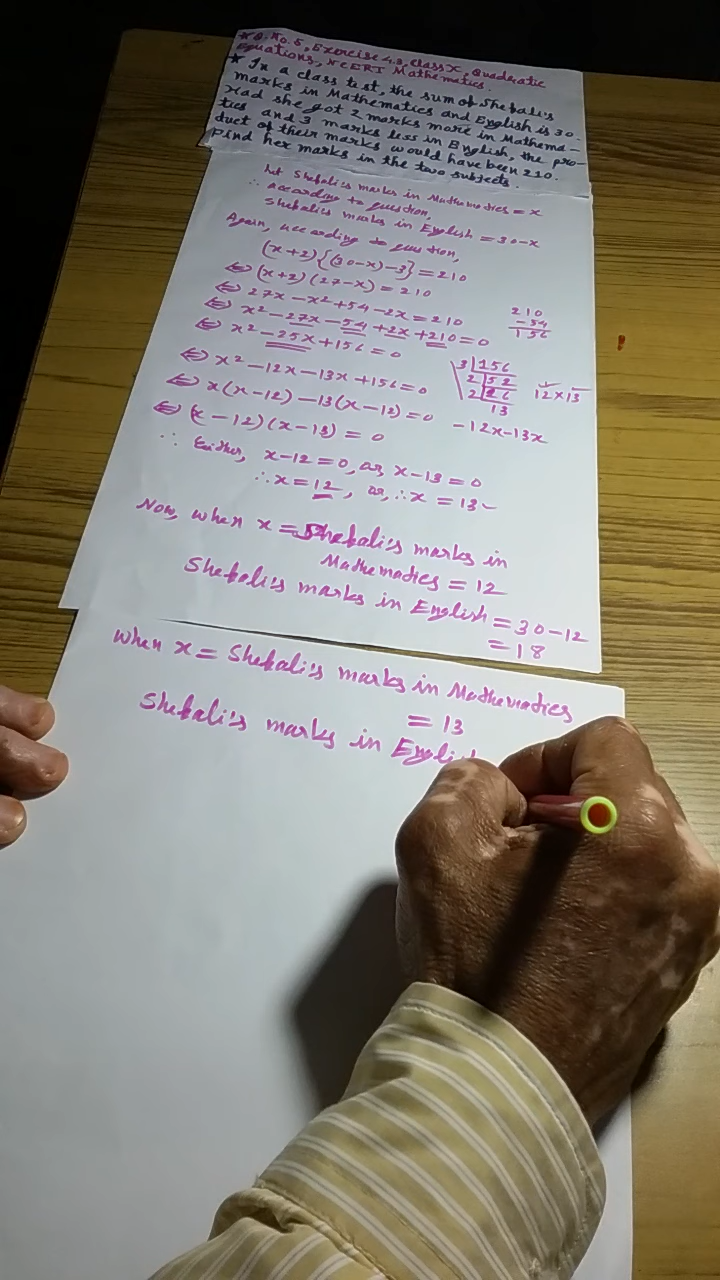 * Q. No. 5, Exercise 4.3, Class X, Quadratic
Equations, NCERT Mathematics.
* In a class test, the sum of Shefali's
marks in Mathematics and English is 30.
Had she got 2 marks more in Mathema-
tics and 3 marks less in English, the pro-
duct of their marks would have been 210.
Find her marks in the two subjects.
Let Shefali's marks in Mathematics = x
∴ according to question,
Shefali's marks in English = 30-x
Again, according to question,
(x+2){(30-x)-3} = 210
⇔ (x+2)(27-x) = 210
⇔ 27x-x²+54-2x = 210
⇔ x²-27x-54+2x+210=0
⇔ x²-25x+156=0
210
-54
156
⇔ x²-12x-13x+156=0
⇔ x(x-12)-13(x-12)=0
⇔ (x-12)(x-13) = 0
3 156
2 52
2 26
13
12x13
-12x-13x
∴ Either, x-12=0, or, x-13=0
∴ x = 12, or, ∴ x = 13
Now, when x = Shefali's marks in
Mathematics = 12
Shefali's marks in English = 30-12
= 18
When x = Shefali's marks in Mathematics
= 13
Shefali's marks in English